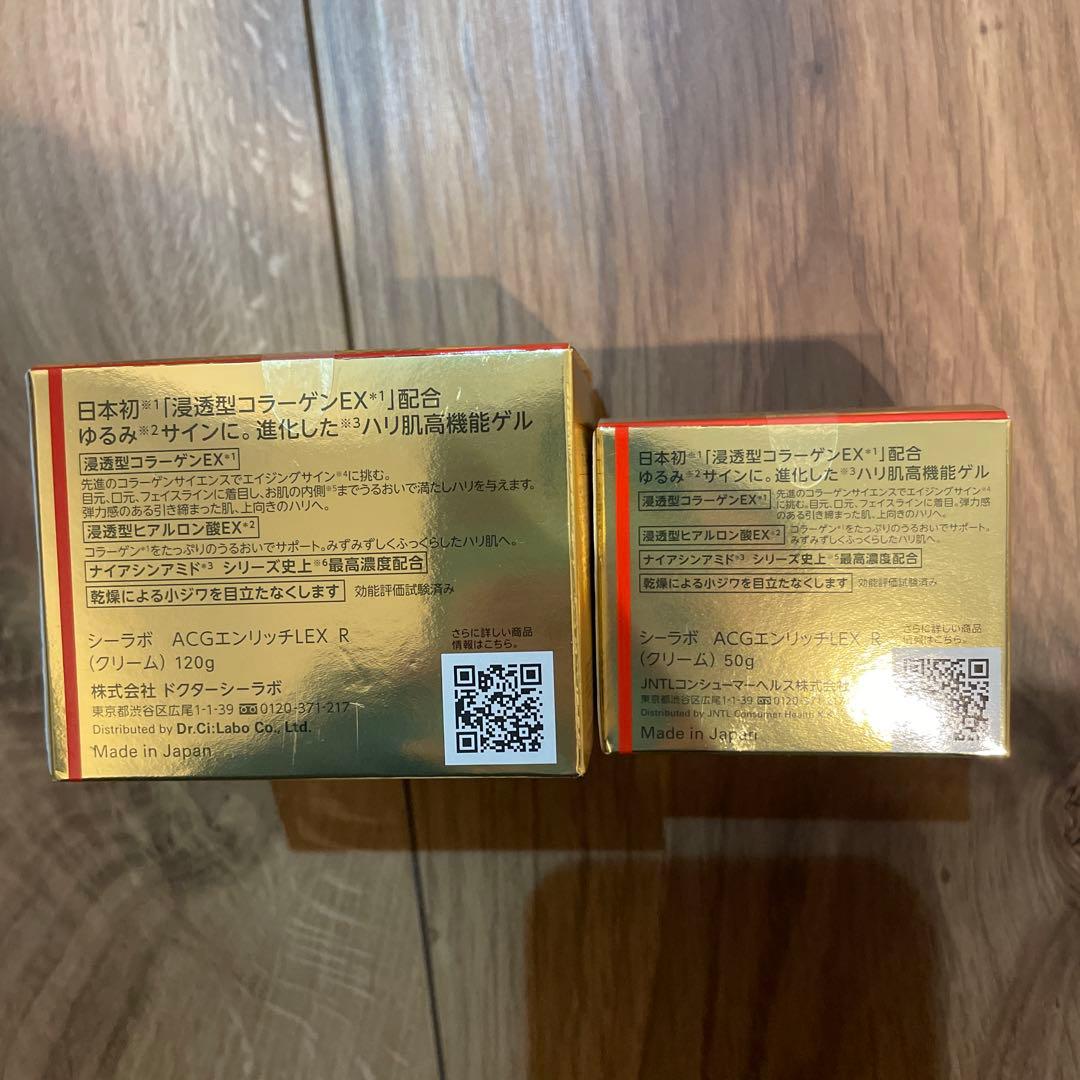 日本初※1「浸透型コラーゲンEX*1」配合
ゆるみ※2サインに。進化した※3ハリ肌高機能ゲル
浸透型コラーゲンEX*1
先進のコラーゲンサイエンスでエイジングサイン※4に挑む。
目元、口元、フェイスラインに着目し、お肌の内側※5までうるおいで満たしハリを与えます。
弾力感のある引き締まった肌、上向きのハリへ。
浸透型ヒアルロン酸EX*2
コラーゲン*1をたっぷりのうるおいでサポート。みずみずしくふっくらしたハリ肌へ。
ナイアシンアミド*3 シリーズ史上※6最高濃度配合
乾燥による小ジワを目立たなくします 効能評価試験済み
シーラボ ACGエンリッチLEX R
(クリーム) 120g
さらに詳しい商品
情報はこちら。
株式会社 ドクターシーラボ
東京都渋谷区広尾1-1-39 0120-371-217
Distributed by Dr.Ci:Labo Co., Ltd.
Made in Japan
日本初※1「浸透型コラーゲンEX*1」配合
ゆるみ※2サインに。進化した※3ハリ肌高機能ゲル
浸透型コラーゲンEX*1
先進のコラーゲンサイエンスでエイジングサイン※4
に挑む。目元、口元、フェイスラインに着目。弾力感
のある引き締まった肌、上向きのハリへ。
浸透型ヒアルロン酸EX*2
コラーゲン*1をたっぷりのうるおいでサポート。
みずみずしくふっくらしたハリ肌へ。
ナイアシンアミド*3 シリーズ史上※5最高濃度配合
乾燥による小ジワを目立たなくします 効能評価試験済み
シーラボ ACGエンリッチLEX R
(クリーム) 50g
さらに詳しい商品
情報はこちら。
JNTLコンシューマーヘルス株式会社
東京都渋谷区広尾1-1-39 0120-371-217
Distributed by JNTL Consumer Health K.K.
Made in Japan